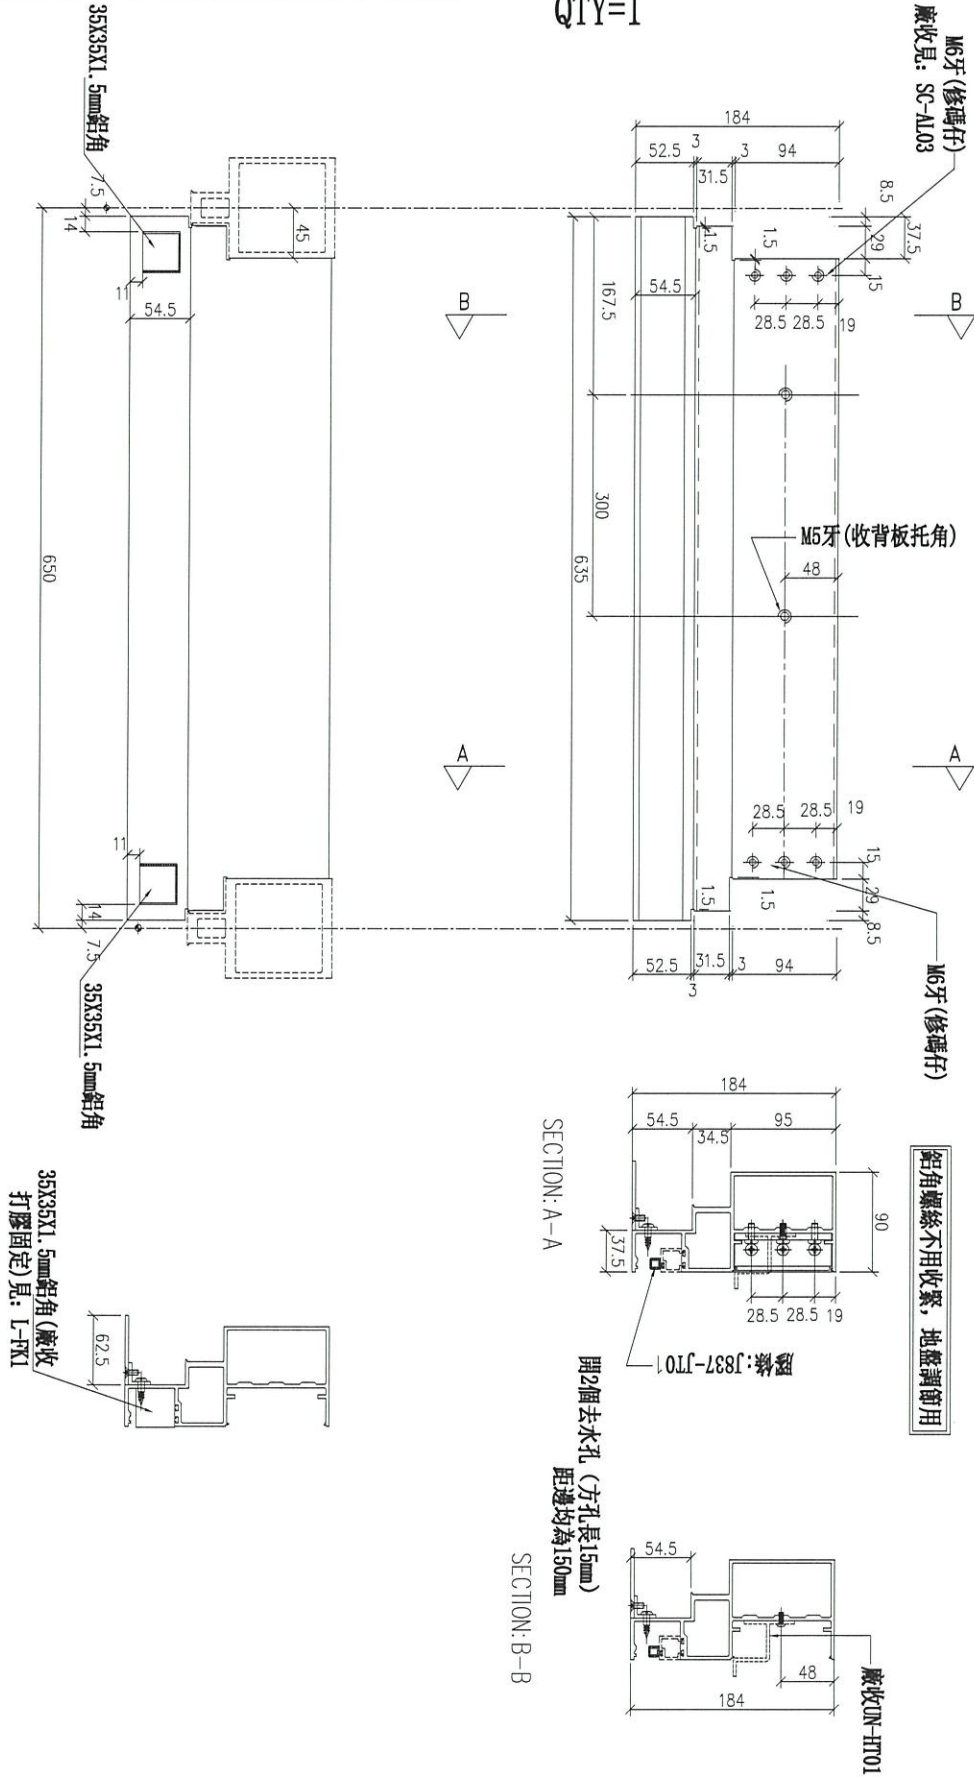 QTY=1
M6牙(修碼仔)
廠收見: SC-AL03
35X35X1.5mm鋁角
184
52.5
3
31.5
3
94
8.5
37.5
29
15
1.5
1.5
7.5
14
45
11
54.5
54.5
167.5
28.5
28.5
19
B
B
300
M5牙(收背板托角)
48
650
635
A
A
28.5
28.5
19
15
29
8.5
1.5
1.5
11
14
7.5
52.5
31.5
3
94
3
M6牙(修碼仔)
35X35X1.5mm鋁角
184
54.5
34.5
95
90
37.5
28.5
28.5
19
SECTION: A-A
鋁角螺絲不用收緊, 地盤調節用
膠條: J837-JT01
35X35X1.5mm鋁角(廠收
打膠固定)見: L-FK1
62.5
開2個去水孔 (方孔長15mm)
距邊均為150mm
54.5
48
184
SECTION: B-B
廠收UN-HT01